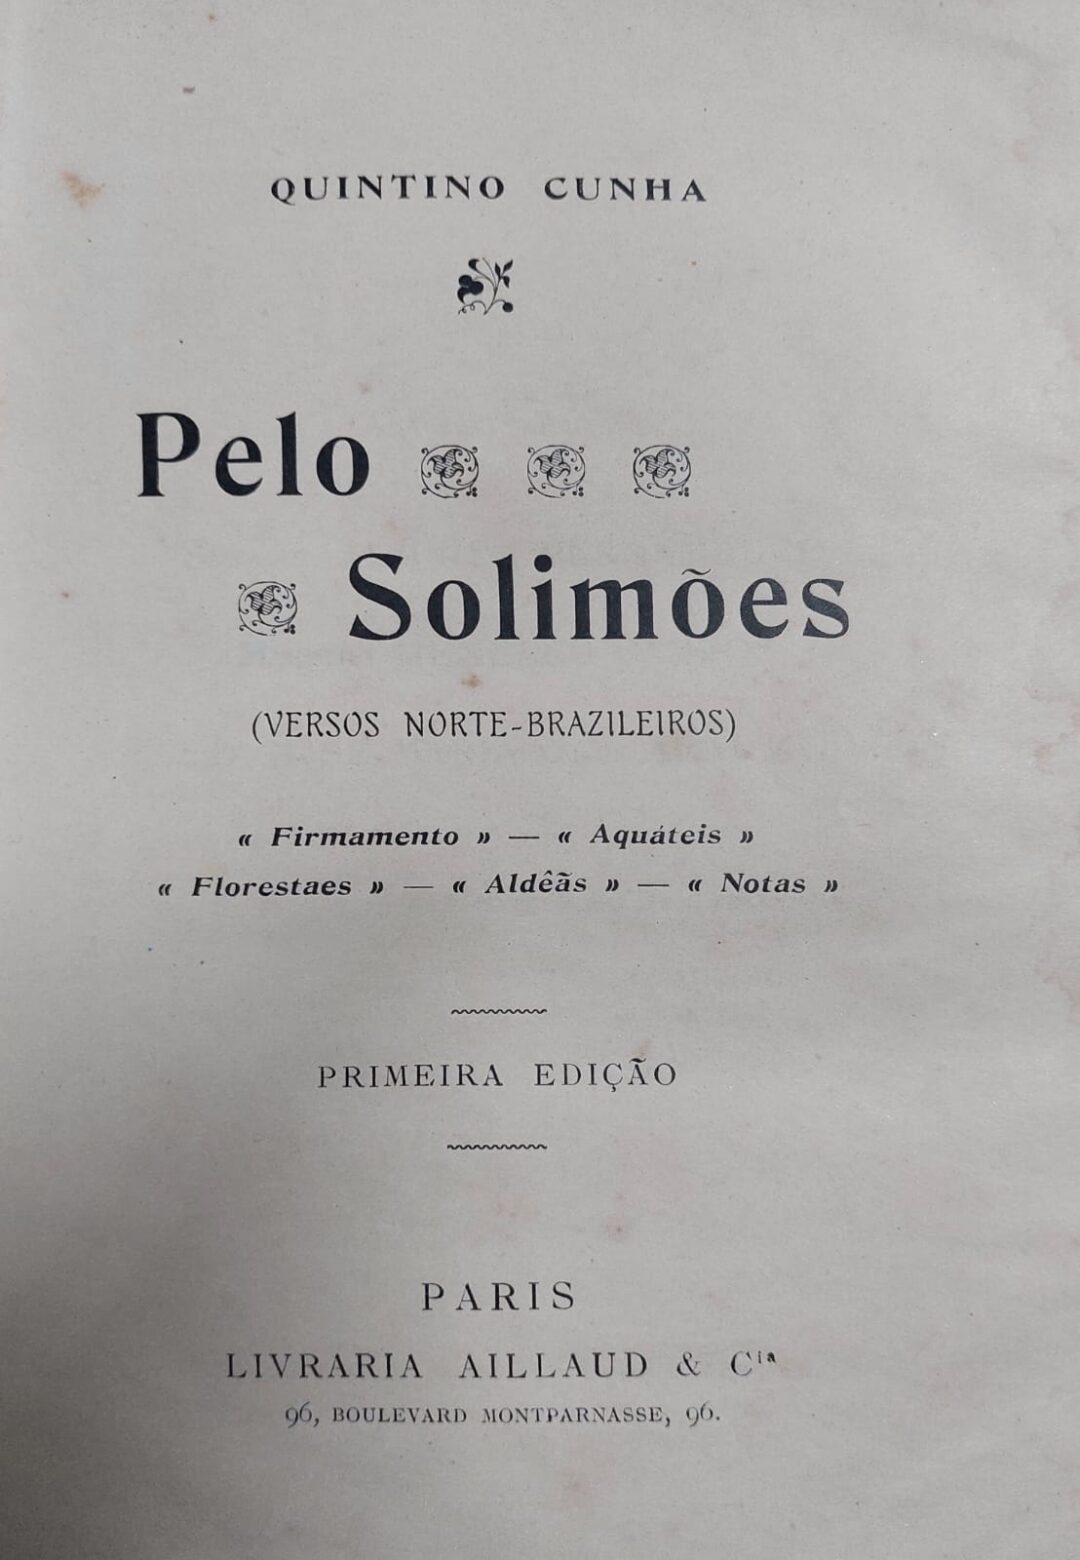 QUINTINO CUNHA
Pelo
Solimões
(VERSOS NORTE-BRAZILEIROS)
« Firmamento » — « Aquáteis »
« Florestaes » — « Aldêãs » — « Notas »
PRIMEIRA EDIÇÃO
PARIS
LIVRARIA AILLAUD & Cia
96, BOULEVARD MONTPARNASSE, 96.